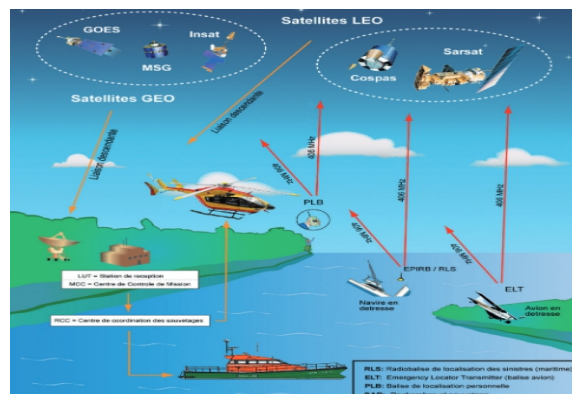 Satellites LEO
GOES
Insat
MSG
Cospas
Sarsat
Satellites GEO
Liaison descendante
Liaison descendante
406 MHz
406 MHz
406 MHz
406 MHz
406 MHz
406 MHz
PLB
EPIRB / RLS
ELT
Navire en
detresse
Avion en
detresse
LUT = Station de reception
MCC = Centre de Controle de Mission
RCC = Centre de coordination des sauvetages
RLS: Radiobalise de localisation des sinistres (maritime)
ELT: Emergency Locator Transmitter (balise avion)
PLB: Balise de localisation personnelle